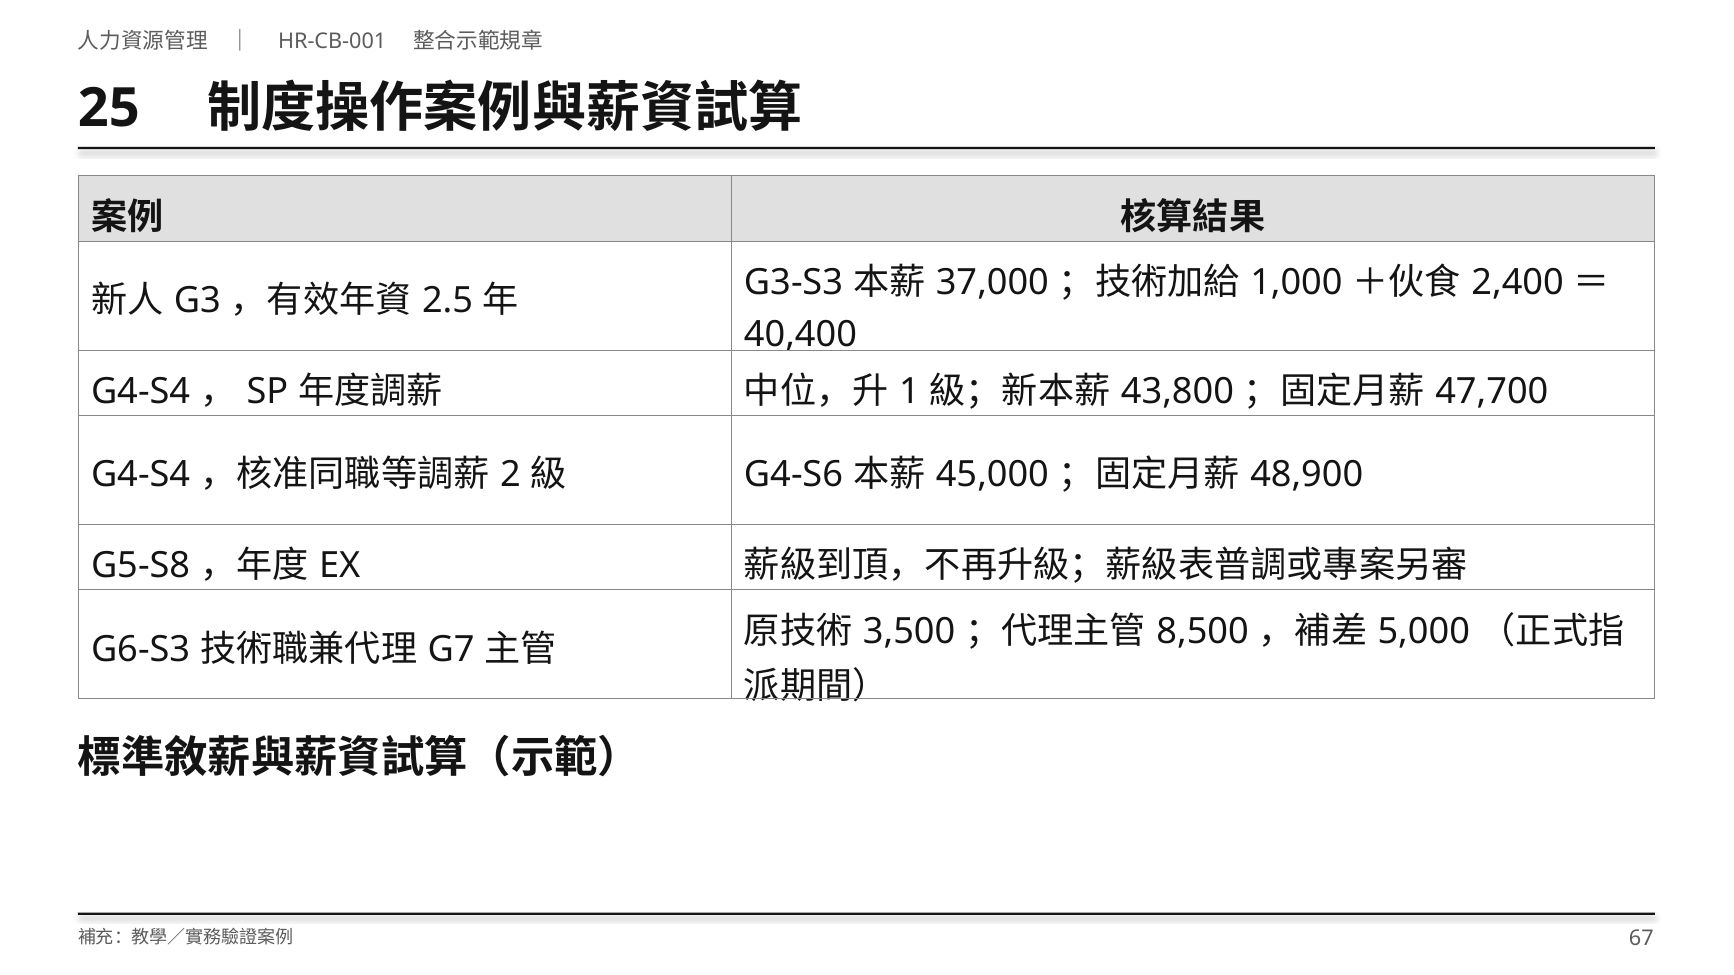 人力資源管理 ｜ HR-CB-001 整合示範規章
25 制度操作案例與薪資試算
案例
核算結果
新人 G3，有效年資 2.5 年
G3-S3 本薪 37,000；技術加給 1,000＋伙食 2,400＝
40,400
G4-S4， SP 年度調薪
中位，升 1 級；新本薪 43,800；固定月薪 47,700
G4-S4，核准同職等調薪 2 級
G4-S6 本薪 45,000；固定月薪 48,900
G5-S8，年度 EX
薪級到頂，不再升級；薪級表普調或專案另審
G6-S3 技術職兼代理 G7 主管
原技術 3,500；代理主管 8,500，補差 5,000（正式指
派期間）
標準敘薪與薪資試算（示範）
補充：教學／實務驗證案例
67